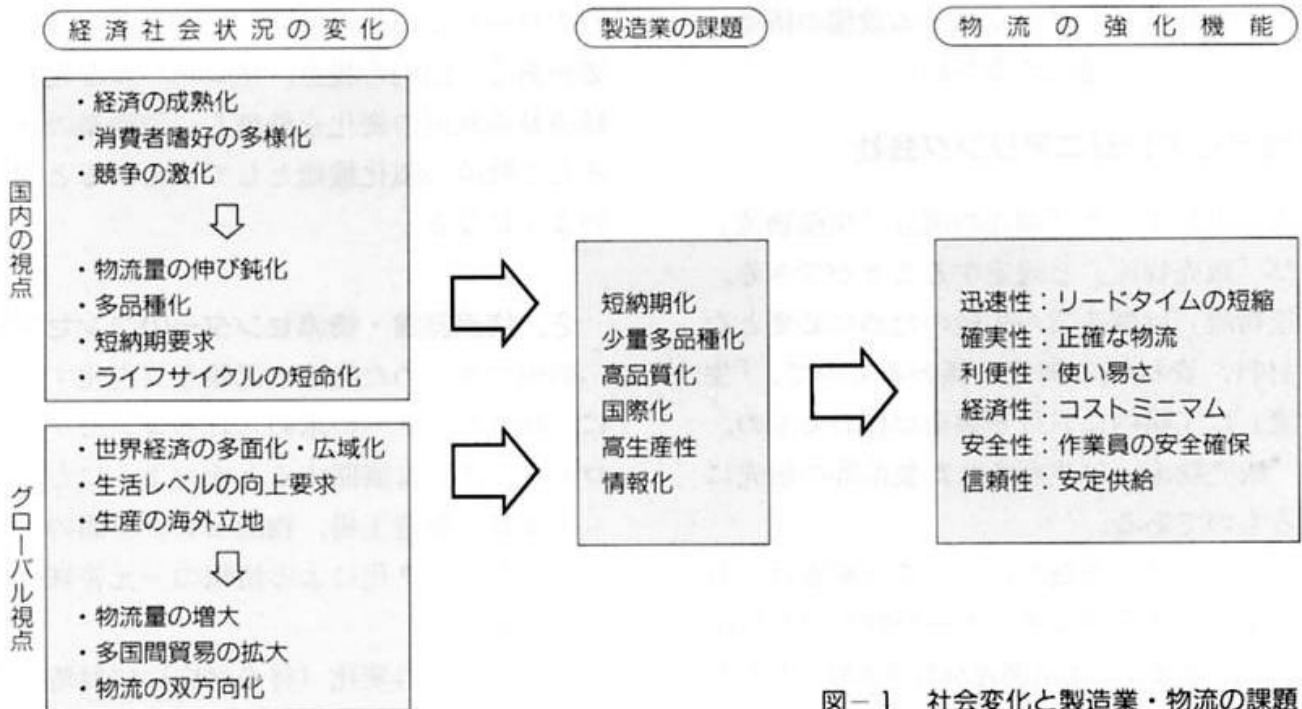 経済社会状況の変化
製造業の課題
物流の強化機能
国内の視点
・経済の成熟化
・消費者嗜好の多様化
・競争の激化
・物流量の伸び鈍化
・多品種化
・短納期要求
・ライフサイクルの短命化
グローバル視点
・世界経済の多面化・広域化
・生活レベルの向上要求
・生産の海外立地
・物流量の増大
・多国間貿易の拡大
・物流の双方向化
短納期化
少量多品種化
高品質化
国際化
高生産性
情報化
迅速性：リードタイムの短縮
確実性：正確な物流
利便性：使い易さ
経済性：コストミニマム
安全性：作業員の安全確保
信頼性：安定供給
図－1　社会変化と製造業・物流の課題